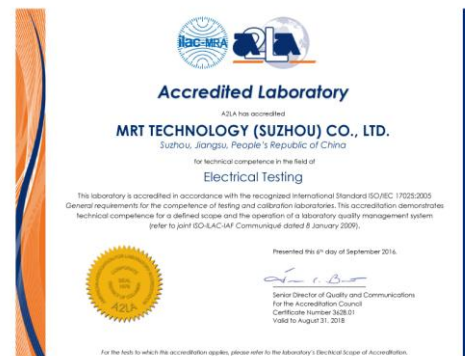 ilac-MRA
A2LA
Accredited Laboratory
A2LA has accredited
MRT TECHNOLOGY (SUZHOU) CO., LTD.
Suzhou, Jiangsu, People's Republic of China
for technical competence in the field of
Electrical Testing
This laboratory is accredited in accordance with the recognized International Standard ISO/IEC 17025:2005
General requirements for the competence of testing and calibration laboratories. This accreditation demonstrates
technical competence for a defined scope and the operation of a laboratory quality management system
(refer to joint ISO-ILAC-IAF Communiqué dated 8 January 2009).
Presented this 6th day of September 2016.
Senior Director of Quality and Communications
For the Accreditation Council
Certificate Number 3628.01
Valid to August 31, 2018
SEAL
A2LA
For the tests to which this accreditation applies, please refer to the laboratory's Electrical Scope of Accreditation.